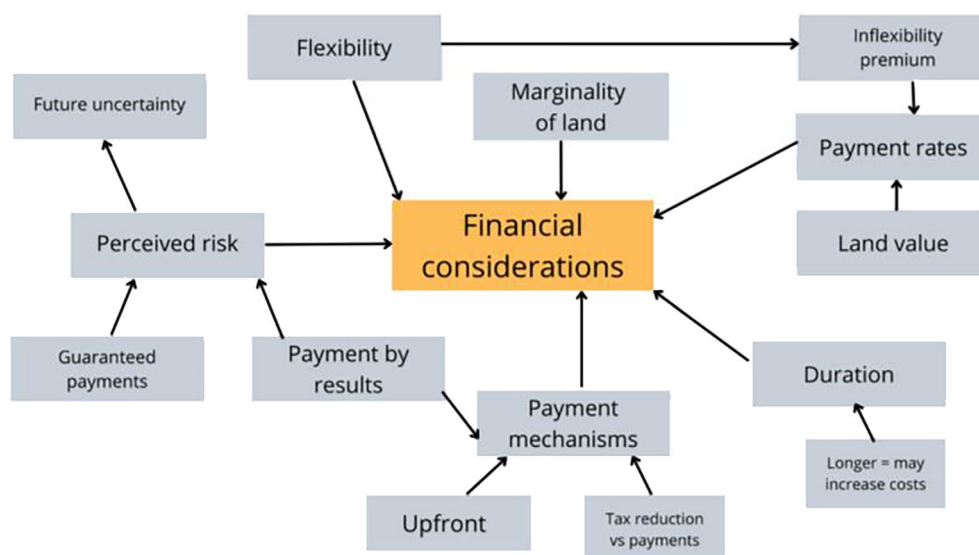 Flexibility
Inflexibility
premium
Future uncertainty
Marginality
of land
Payment rates
Perceived risk
Financial
considerations
Land value
Guaranteed
payments
Payment by
results
Duration
Payment
mechanisms
Longer = may
increase costs
Upfront
Tax reduction
vs payments